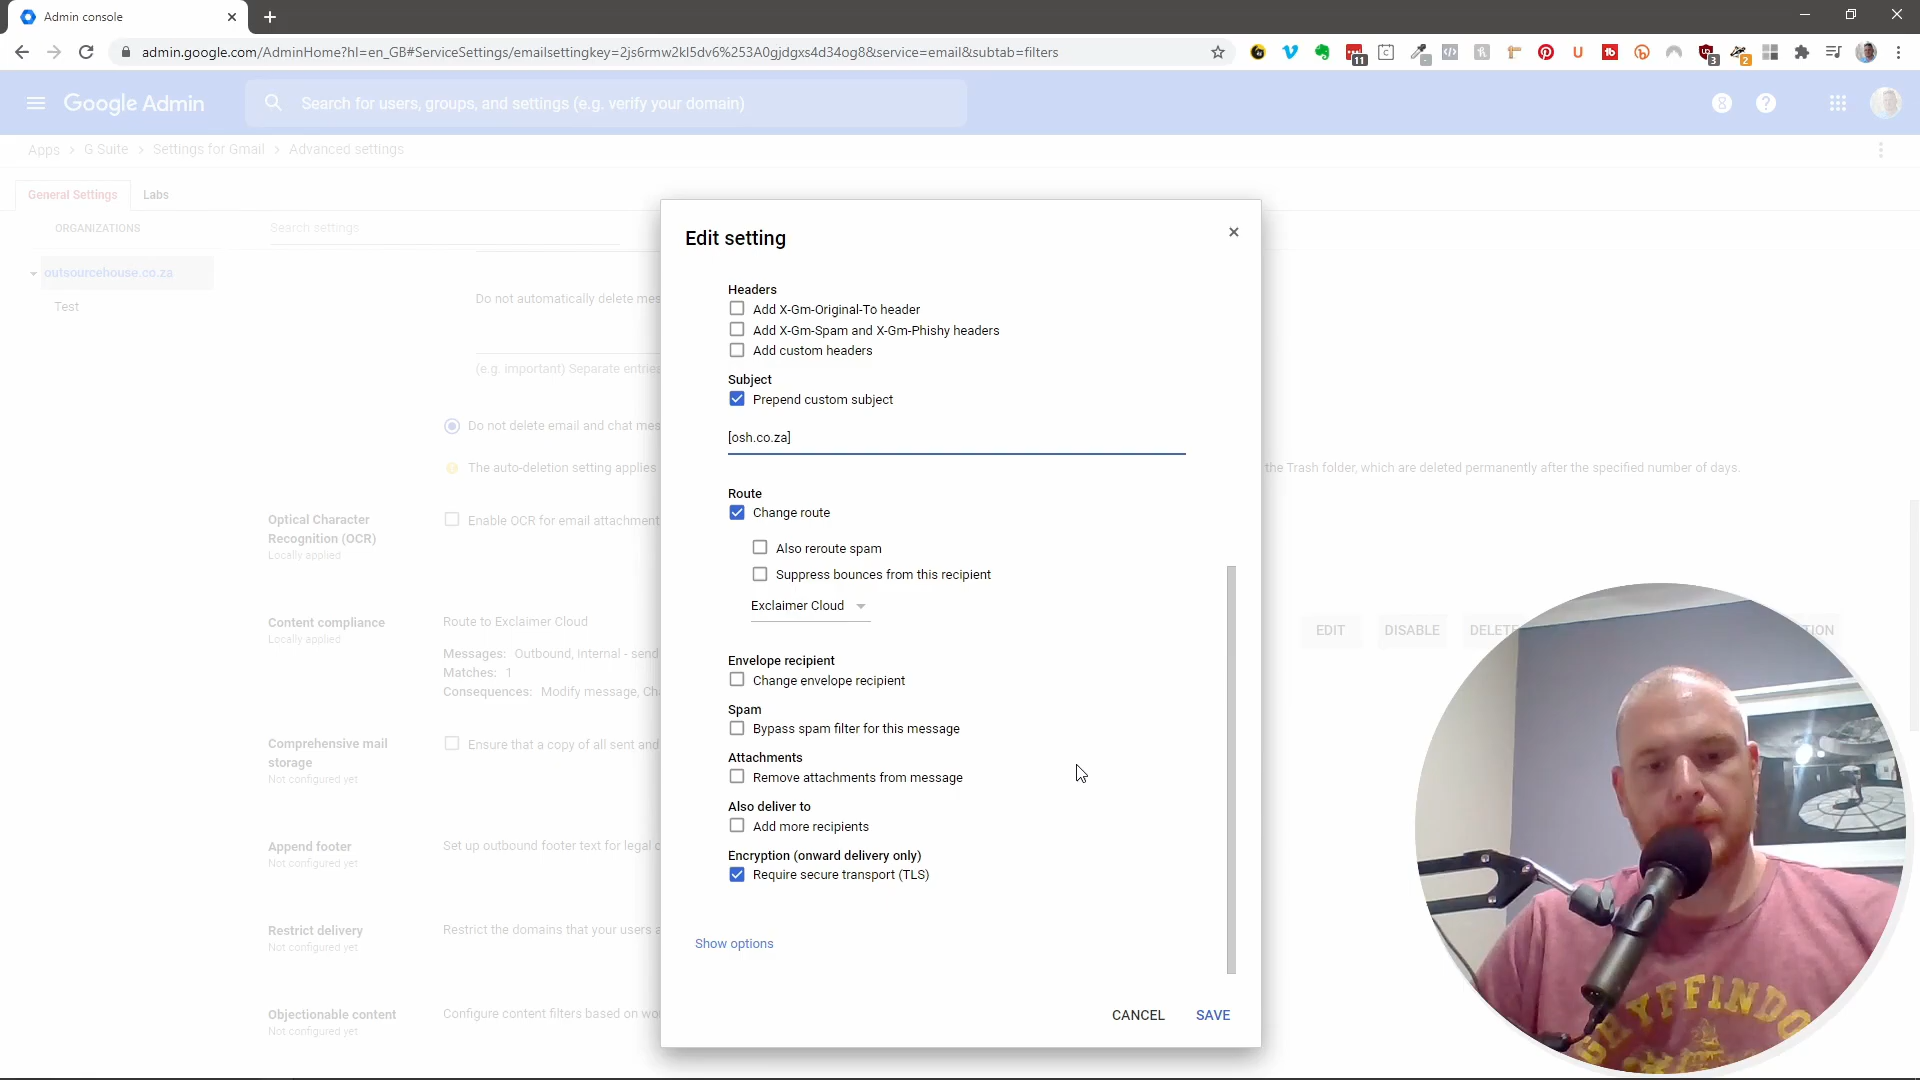 Admin console
admin.google.com/AdminHome?hl=en_GB#ServiceSettings/emailsettingkey=2js6rmw2kl5dv6%253A0gjdgxs4d34og8&service=email&subtab=filters
11
3
2
Google Admin
Search for users, groups, and settings (e.g. verify your domain)
Apps > G Suite > Settings for Gmail > Advanced settings
General Settings
Labs
ORGANIZATIONS
Search settings
outsourcehouse.co.za
Test
Do not automatically delete
(e.g. important) Separate
Do not delete email and chat
The auto-deletion setting applies
the Trash folder, which are deleted permanently after the specified number of days.
Optical Character
Recognition (OCR)
Locally applied
Enable OCR for email
Content compliance
Locally applied
Route to Exclaimer Cloud
Messages: Outbound, Internal - send
Matches: 1
Consequences: Modify message,
EDIT
DISABLE
DELETE
Comprehensive mail
storage
Not configured yet
Ensure that a copy of all sent and
Append footer
Not configured yet
Set up outbound footer text for legal
Restrict delivery
Not configured yet
Restrict the domains that your users
Objectionable content
Not configured yet
Configure content filters based on
Edit setting
Headers
Add X-Gm-Original-To header
Add X-Gm-Spam and X-Gm-Phishy headers
Add custom headers
Subject
Prepend custom subject
[osh.co.za]
Route
Change route
Also reroute spam
Suppress bounces from this recipient
Exclaimer Cloud
Envelope recipient
Change envelope recipient
Spam
Bypass spam filter for this message
Attachments
Remove attachments from message
Also deliver to
Add more recipients
Encryption (onward delivery only)
Require secure transport (TLS)
Show options
CANCEL
SAVE